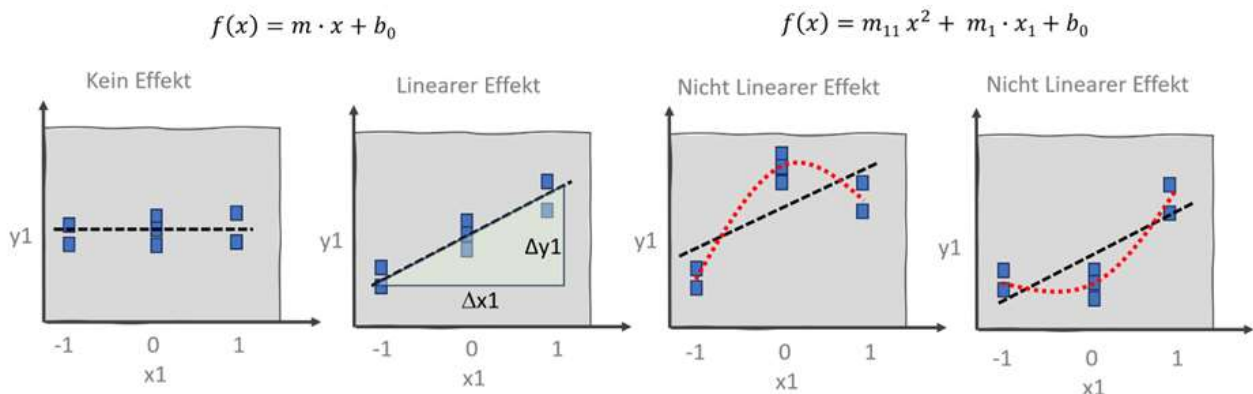 f(x) = m · x + b₀
f(x) = m₁₁ x² + m₁ · x₁ + b₀
Kein Effekt
Linearer Effekt
Nicht Linearer Effekt
Nicht Linearer Effekt
y1
y1
Δy1
Δx1
y1
y1
-1 0 1
x1
-1 0 1
x1
-1 0 1
x1
-1 0 1
x1